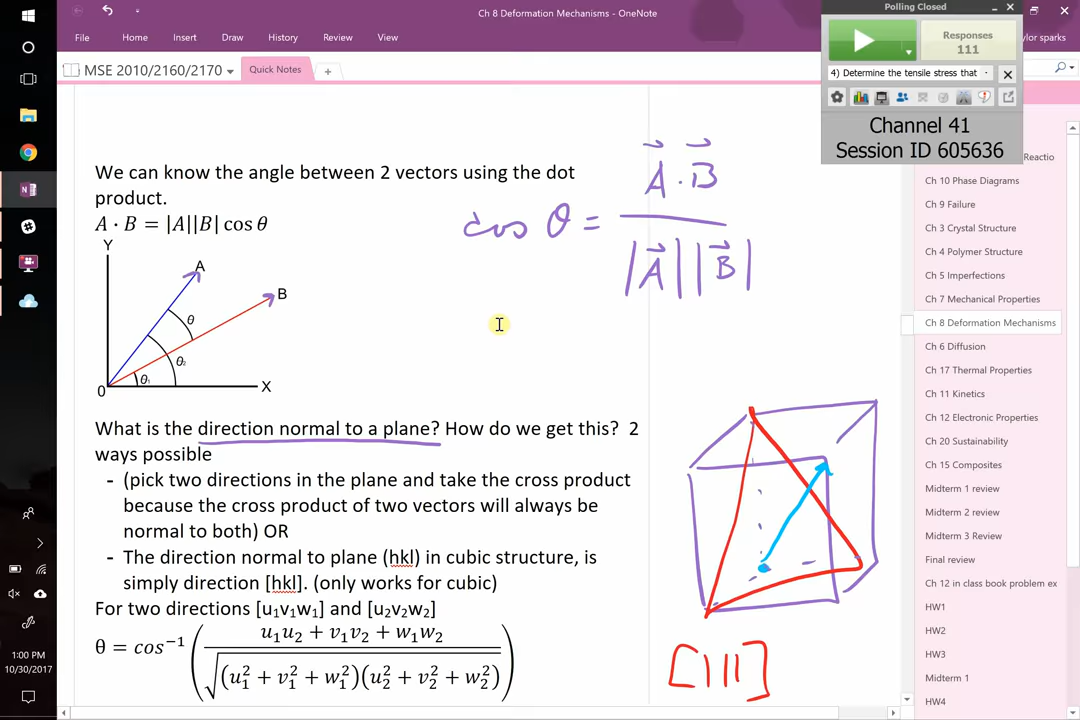 Ch 8 Deformation Mechanisms - OneNote
Polling Closed
File Home Insert Draw History Review View
Responses
111
ylor sparks
4) Determine the tensile stress that
MSE 2010/2160/2170
Quick Notes
Channel 41
Session ID 605636
We can know the angle between 2 vectors using the dot
product.
A · B = |A||B| cos θ
cos θ = A · B / |A| |B|
Y
A
B
θ
θ₂
θ₁
0
X
What is the direction normal to a plane? How do we get this? 2
ways possible
- (pick two directions in the plane and take the cross product
because the cross product of two vectors will always be
normal to both) OR
- The direction normal to plane (hkl) in cubic structure, is
simply direction [hkl]. (only works for cubic)
For two directions [u₁v₁w₁] and [u₂v₂w₂]
θ = cos⁻¹ ( u₁u₂ + v₁v₂ + w₁w₂ / √(u₁² + v₁² + w₁²)(u₂² + v₂² + w₂²) )
[111]
Reactio
Ch 10 Phase Diagrams
Ch 9 Failure
Ch 3 Crystal Structure
Ch 4 Polymer Structure
Ch 5 Imperfections
Ch 7 Mechanical Properties
Ch 8 Deformation Mechanisms
Ch 6 Diffusion
Ch 17 Thermal Properties
Ch 11 Kinetics
Ch 12 Electronic Properties
Ch 20 Sustainability
Ch 15 Composites
Midterm 1 review
Midterm 2 review
Midterm 3 Review
Final review
Ch 12 in class book problem ex
HW1
HW2
HW3
Midterm 1
HW4
1:00 PM
10/30/2017